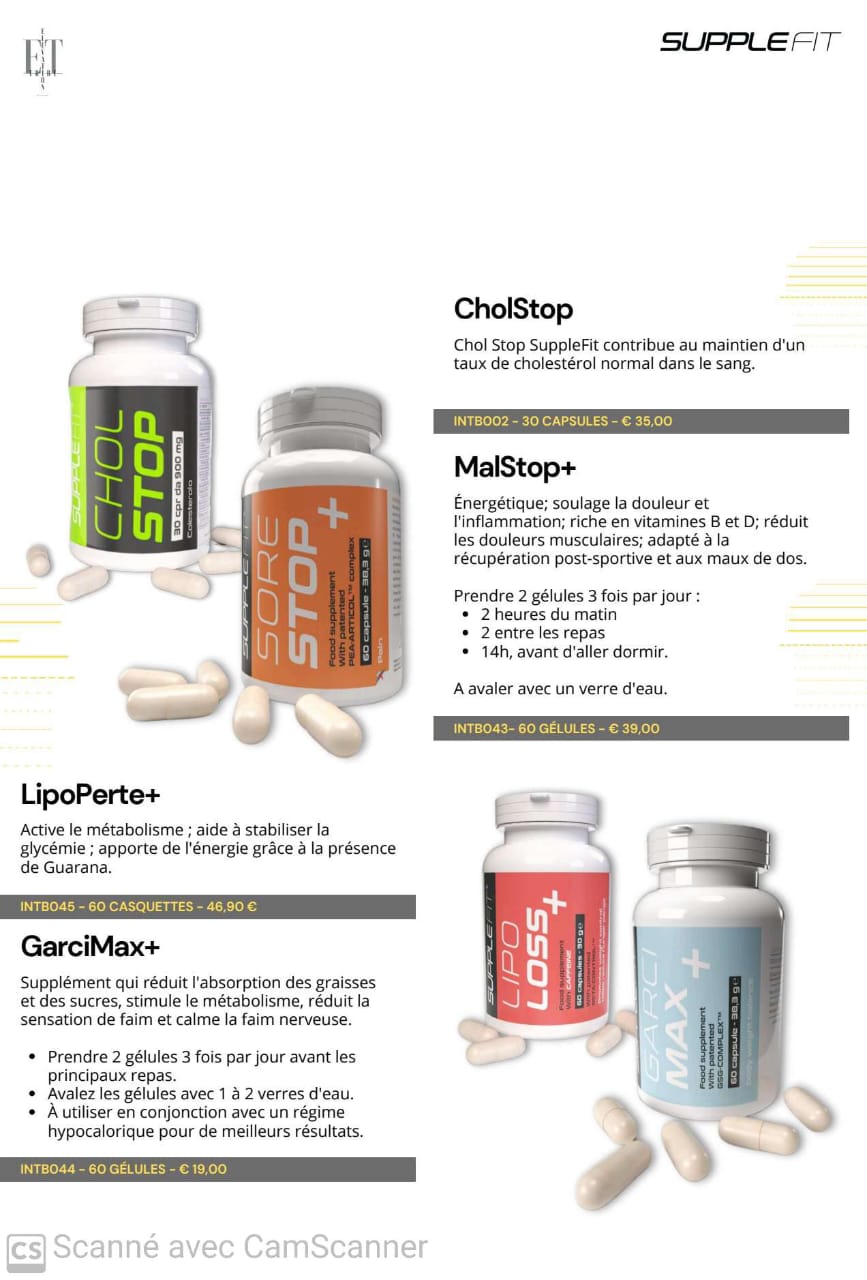 ET
SUPPLEFIT
CholStop
Chol Stop SuppleFit contribue au maintien d'un
taux de cholestérol normal dans le sang.
INTB002 - 30 CAPSULES - € 35,00
MalStop+
Énergétique; soulage la douleur et
l'inflammation; riche en vitamines B et D; réduit
les douleurs musculaires; adapté à la
récupération post-sportive et aux maux de dos.
Prendre 2 gélules 3 fois par jour :
• 2 heures du matin
• 2 entre les repas
• 14h, avant d'aller dormir.
A avaler avec un verre d'eau.
INTB043- 60 GÉLULES - € 39,00
SUPPLEFIT
CHOL
STOP
30 cpr da 900 mg
Colesterolo
SUPPLEFIT
SORE
STOP+
Food supplement
With patented
PEA-ARTICOL™ complex
60 capsule - 38,3 g e
Pain
LipoPerte+
Active le métabolisme ; aide à stabiliser la
glycémie ; apporte de l'énergie grâce à la présence
de Guarana.
INTB045 - 60 CASQUETTES - 46,90 €
GarciMax+
Supplément qui réduit l'absorption des graisses
et des sucres, stimule le métabolisme, réduit la
sensation de faim et calme la faim nerveuse.
• Prendre 2 gélules 3 fois par jour avant les
principaux repas.
• Avalez les gélules avec 1 à 2 verres d'eau.
• À utiliser en conjonction avec un régime
hypocalorique pour de meilleurs résultats.
INTB044 - 60 GÉLULES - € 19,00
SUPPLEFIT
LIPO
LOSS+
Food supplement
With CAFFEINE
60 capsules - 30 g e
With patented
GARCI
MAX+
Food supplement
With patented
GSG-COMPLEX™
60 capsule - 38,3 g e
body weight balance
CS Scanné avec CamScanner